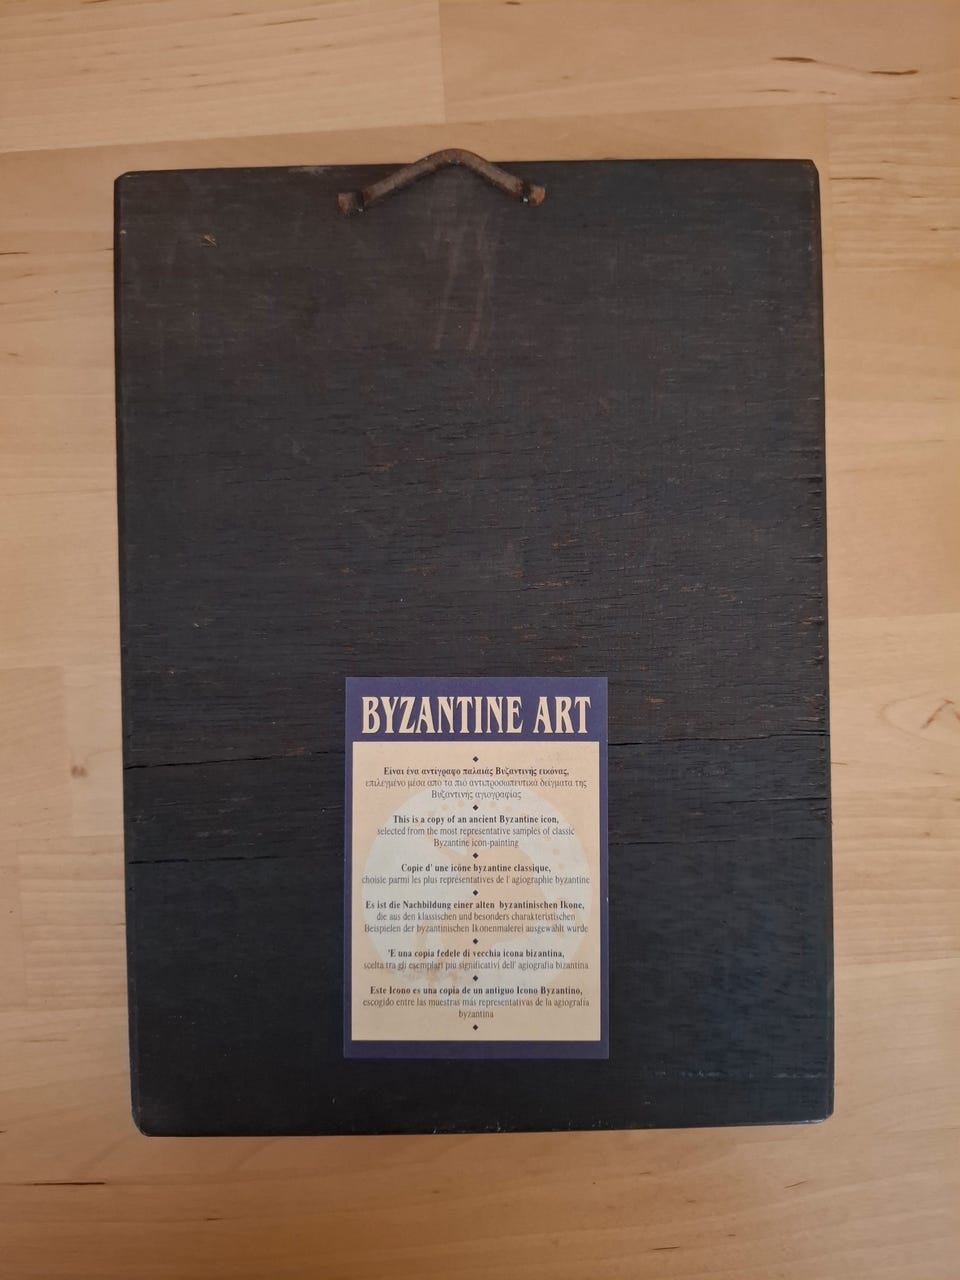 BYZANTINE ART
Είναι ένα αντίγραφο παλαιάς Βυζαντινής εικόνας,
επιλεγμένο μέσα απο τα πιό αντιπροσωπευτικά δείγματα της
Βυζαντινής αγιογραφίας
This is a copy of an ancient Byzantine icon,
selected from the most representative samples of classic
Byzantine icon-painting
Copie d' une icône byzantine classique,
choisie parmi les plus représentatives de l' agiographie byzantine
Es ist die Nachbildung einer alten byzantinischen Ikone,
die aus den klassischen und besonders charakteristischen
Beispielen der byzantinischen Ikonenmalerei ausgewählt wurde
'E una copia fedele di vecchia icona bizantina,
scelta tra gli esemplari più significativi dell' agiografia bizantina
Este Icono es una copia de un antiguo Icono Byzantino,
escogido entre las muestras más representativas de la agiografía
byzantina